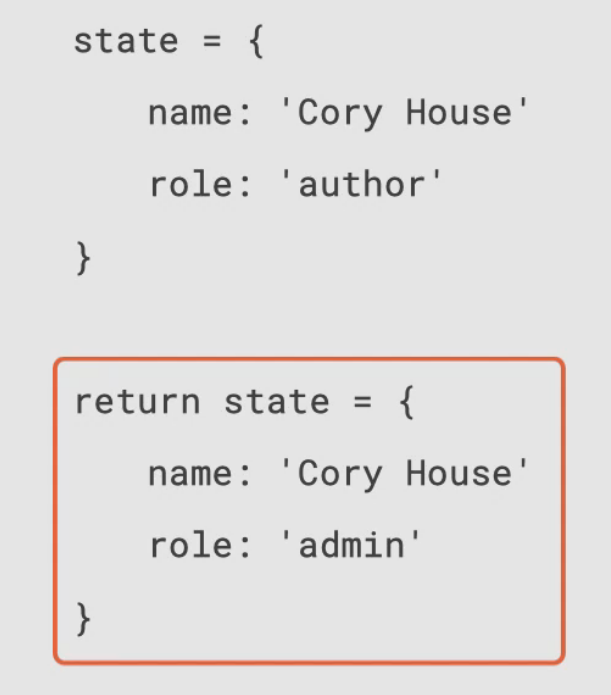 state = {
    name: 'Cory House'
    role: 'author'
}
return state = {
    name: 'Cory House'
    role: 'admin'
}